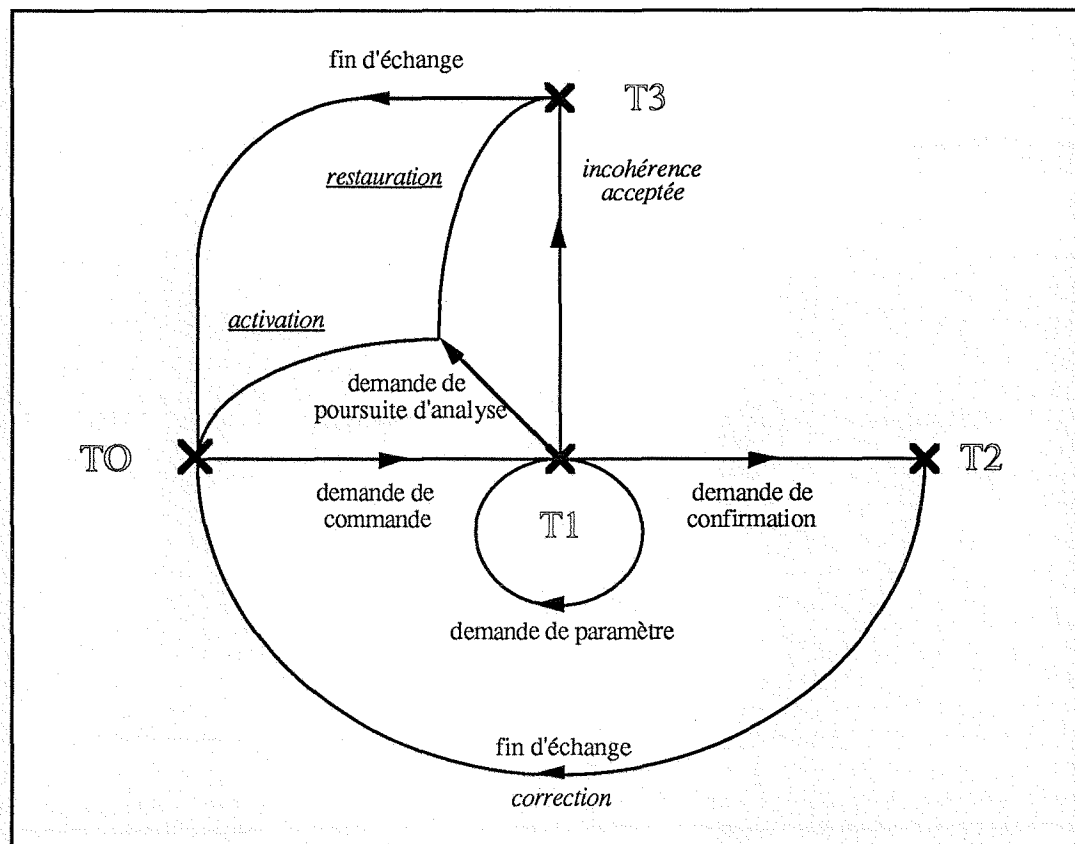 fin d'échange
T3
restauration
incohérence
acceptée
activation
demande de
poursuite d'analyse
TO
T2
demande de
commande
demande de
confirmation
T1
demande de paramètre
fin d'échange
correction